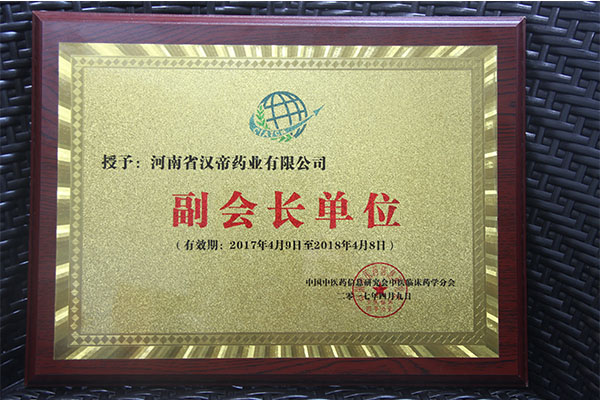 授予：河南省汉帝药业有限公司
副会长单位
（有效期：2017年4月9日至2018年4月8日）
中国中医药信息研究会中医临床药学分会
二零一七年四月九日